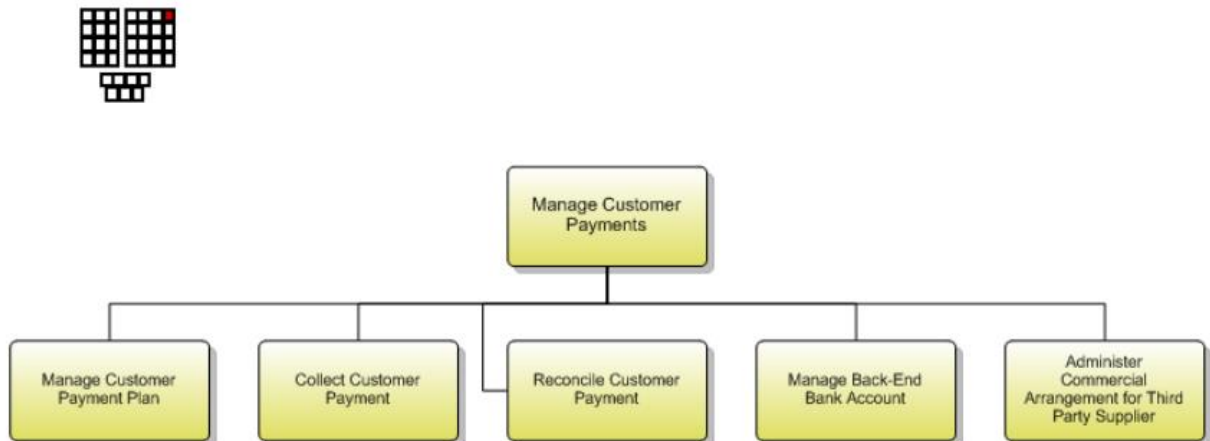 Manage Customer
Payments
Manage Customer
Payment Plan
Collect Customer
Payment
Reconcile Customer
Payment
Manage Back-End
Bank Account
Administer
Commercial
Arrangement for Third
Party Supplier